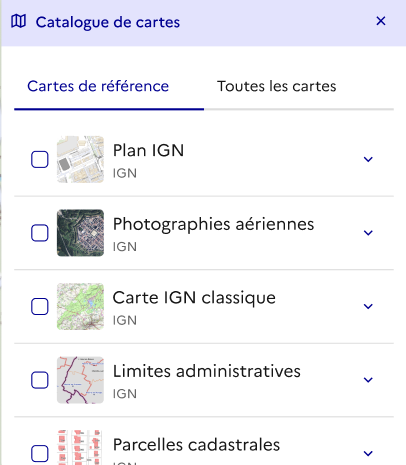 Catalogue de cartes
Cartes de référence
Toutes les cartes
Plan IGN
IGN
Photographies aériennes
IGN
Carte IGN classique
IGN
Limites administratives
IGN
Parcelles cadastrales
IGN